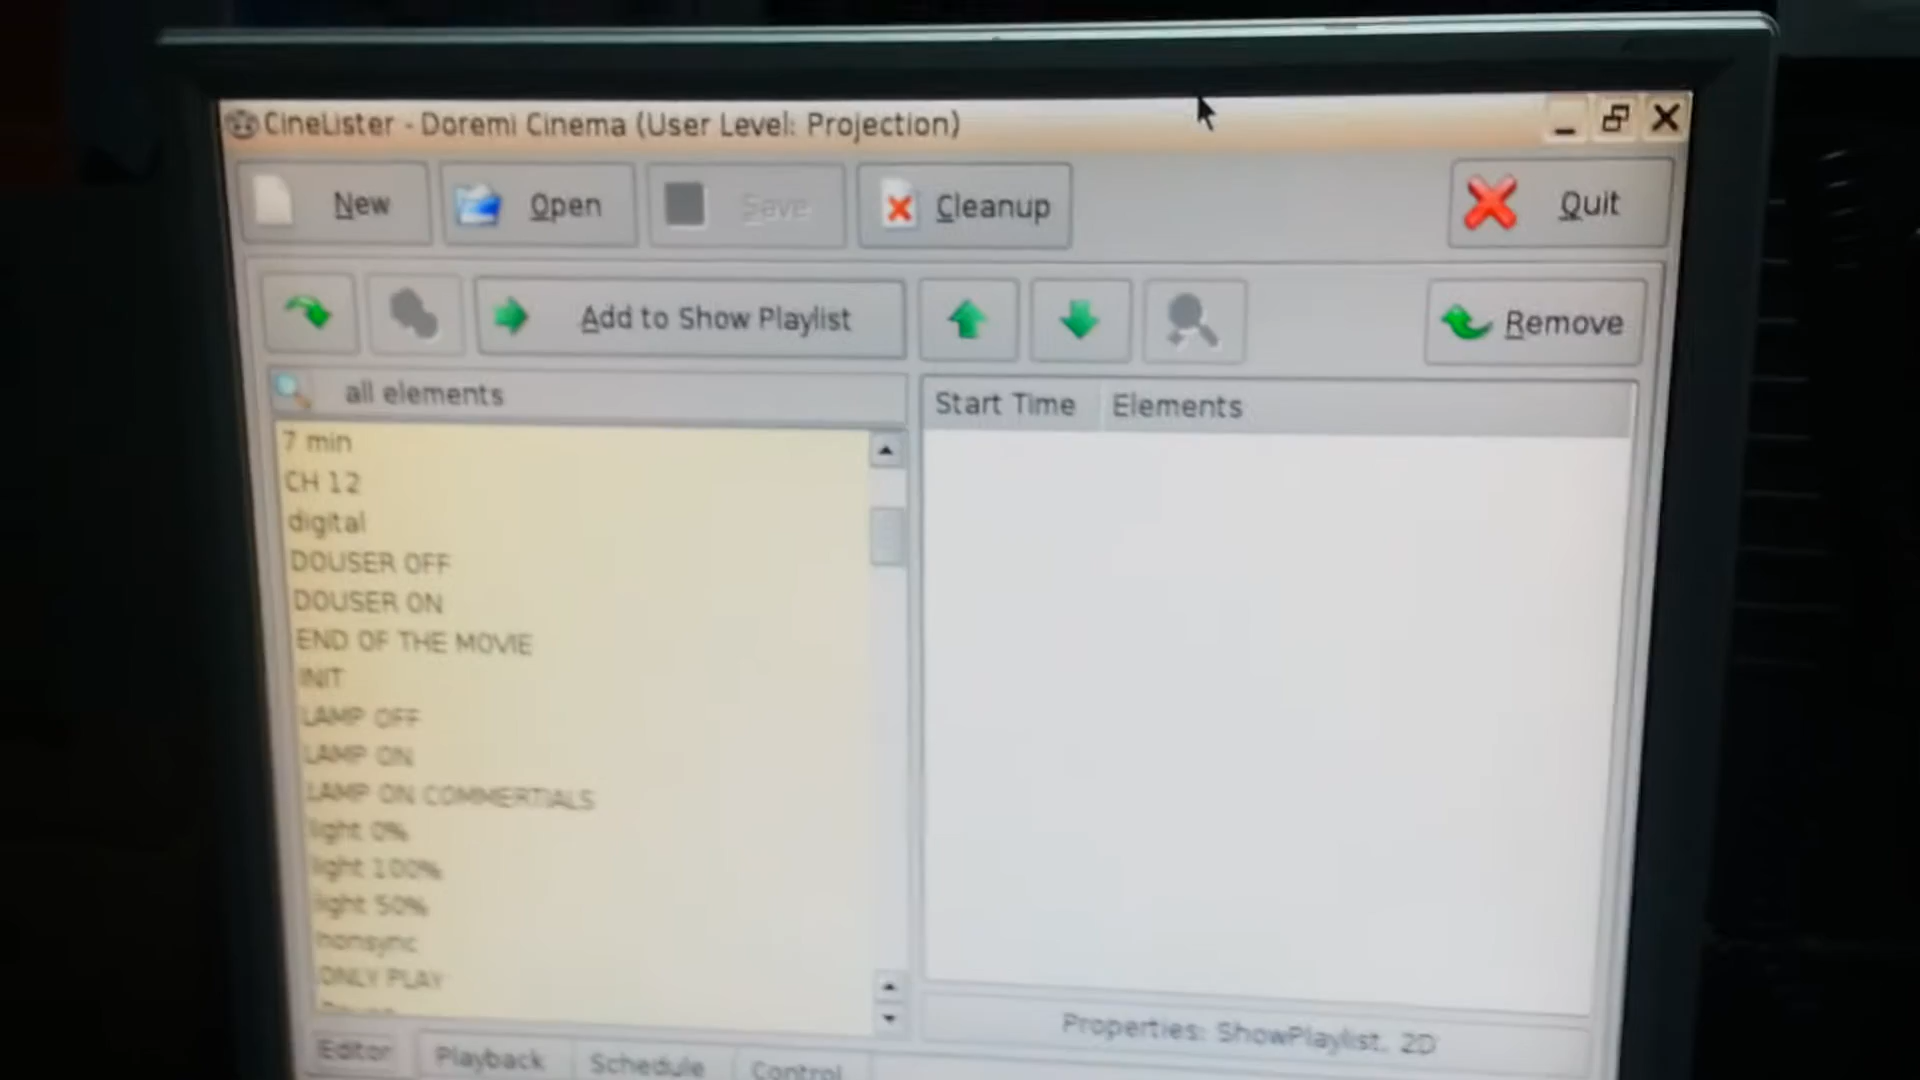 CineLister - Doremi Cinema (User Level: Projection)
New Open Save Cleanup Quit
Add to Show Playlist Remove
all elements
Start Time Elements
7 min
CH 12
digital
DOUSER OFF
DOUSER ON
END OF THE MOVIE
INIT
LAMP OFF
LAMP ON
LAMP ON COMMERTIALS
light 0%
light 100%
light 50%
nonsync
ONLY PLAY
Properties: ShowPlaylist, 2D
Editor Playback Schedule Control